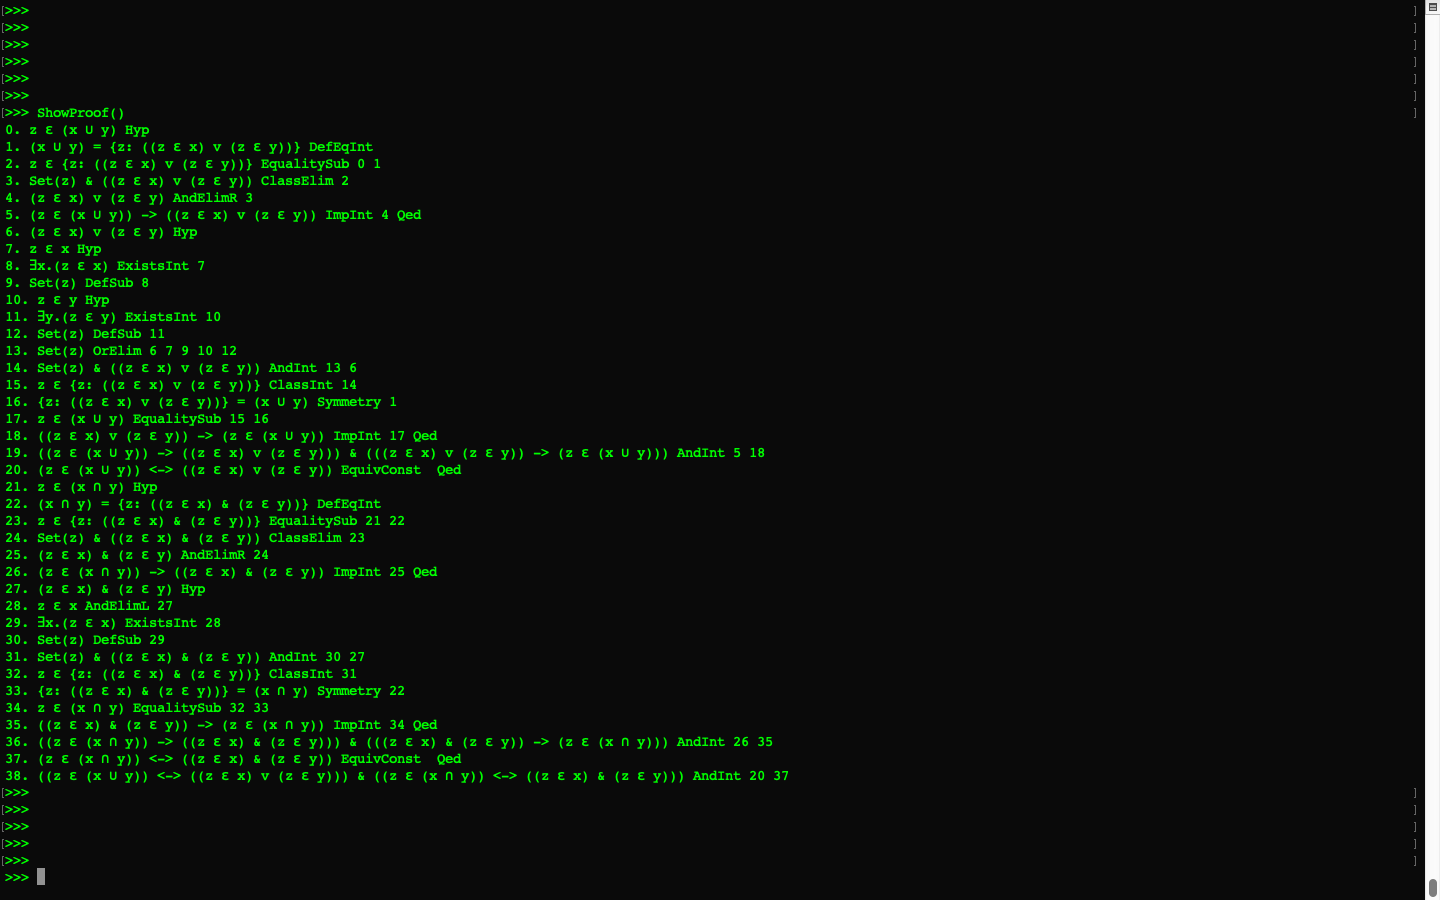 [>>> ]
[>>> ]
[>>> ]
[>>> ]
[>>> ]
[>>> ]
[>>> ShowProof() ]
0. z ε (x ∪ y) Hyp
1. (x ∪ y) = {z: ((z ε x) v (z ε y))} DefEqInt
2. z ε {z: ((z ε x) v (z ε y))} EqualitySub 0 1
3. Set(z) & ((z ε x) v (z ε y)) ClassElim 2
4. (z ε x) v (z ε y) AndElimR 3
5. (z ε (x ∪ y)) -> ((z ε x) v (z ε y)) ImpInt 4 Qed
6. (z ε x) v (z ε y) Hyp
7. z ε x Hyp
8. ∃x.(z ε x) ExistsInt 7
9. Set(z) DefSub 8
10. z ε y Hyp
11. ∃y.(z ε y) ExistsInt 10
12. Set(z) DefSub 11
13. Set(z) OrElim 6 7 9 10 12
14. Set(z) & ((z ε x) v (z ε y)) AndInt 13 6
15. z ε {z: ((z ε x) v (z ε y))} ClassInt 14
16. {z: ((z ε x) v (z ε y))} = (x ∪ y) Symmetry 1
17. z ε (x ∪ y) EqualitySub 15 16
18. ((z ε x) v (z ε y)) -> (z ε (x ∪ y)) ImpInt 17 Qed
19. ((z ε (x ∪ y)) -> ((z ε x) v (z ε y))) & (((z ε x) v (z ε y)) -> (z ε (x ∪ y))) AndInt 5 18
20. (z ε (x ∪ y)) <-> ((z ε x) v (z ε y)) EquivConst  Qed
21. z ε (x ∩ y) Hyp
22. (x ∩ y) = {z: ((z ε x) & (z ε y))} DefEqInt
23. z ε {z: ((z ε x) & (z ε y))} EqualitySub 21 22
24. Set(z) & ((z ε x) & (z ε y)) ClassElim 23
25. (z ε x) & (z ε y) AndElimR 24
26. (z ε (x ∩ y)) -> ((z ε x) & (z ε y)) ImpInt 25 Qed
27. (z ε x) & (z ε y) Hyp
28. z ε x AndElimL 27
29. ∃x.(z ε x) ExistsInt 28
30. Set(z) DefSub 29
31. Set(z) & ((z ε x) & (z ε y)) AndInt 30 27
32. z ε {z: ((z ε x) & (z ε y))} ClassInt 31
33. {z: ((z ε x) & (z ε y))} = (x ∩ y) Symmetry 22
34. z ε (x ∩ y) EqualitySub 32 33
35. ((z ε x) & (z ε y)) -> (z ε (x ∩ y)) ImpInt 34 Qed
36. ((z ε (x ∩ y)) -> ((z ε x) & (z ε y))) & (((z ε x) & (z ε y)) -> (z ε (x ∩ y))) AndInt 26 35
37. (z ε (x ∩ y)) <-> ((z ε x) & (z ε y)) EquivConst  Qed
38. ((z ε (x ∪ y)) <-> ((z ε x) v (z ε y))) & ((z ε (x ∩ y)) <-> ((z ε x) & (z ε y))) AndInt 20 37
[>>> ]
[>>> ]
[>>> ]
[>>> ]
[>>> ]
>>>